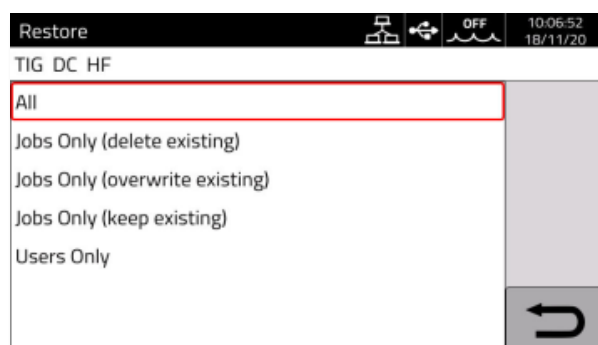 Restore
OFF
10:06:52
18/11/20
TIG DC HF
All
Jobs Only (delete existing)
Jobs Only (overwrite existing)
Jobs Only (keep existing)
Users Only